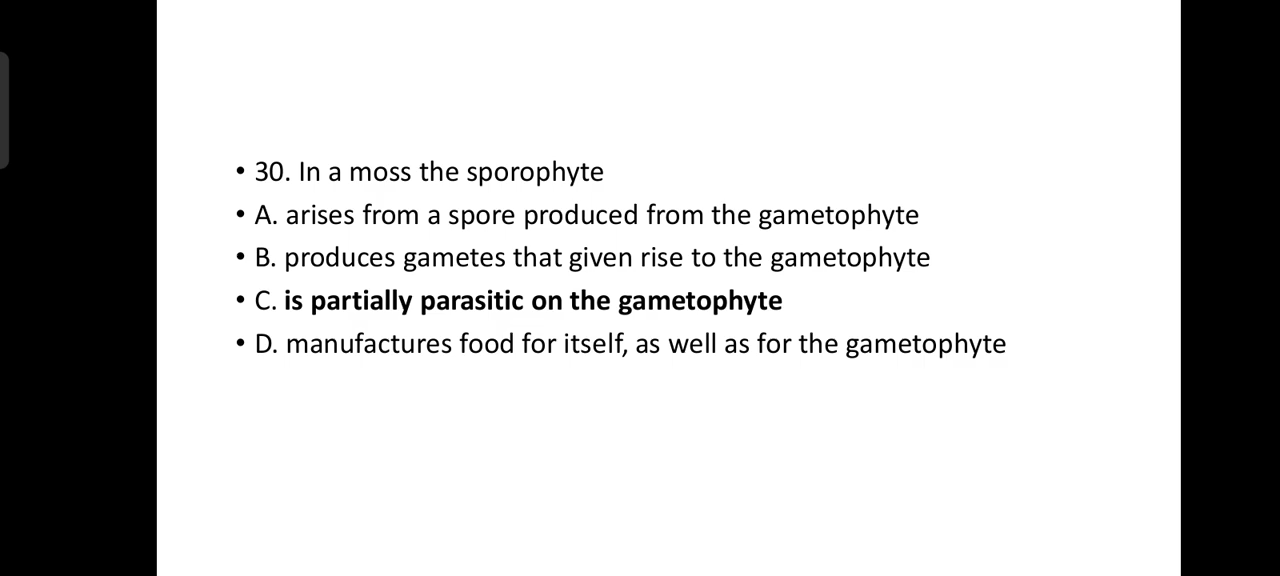 • 30. In a moss the sporophyte
• A. arises from a spore produced from the gametophyte
• B. produces gametes that given rise to the gametophyte
• C. is partially parasitic on the gametophyte
• D. manufactures food for itself, as well as for the gametophyte